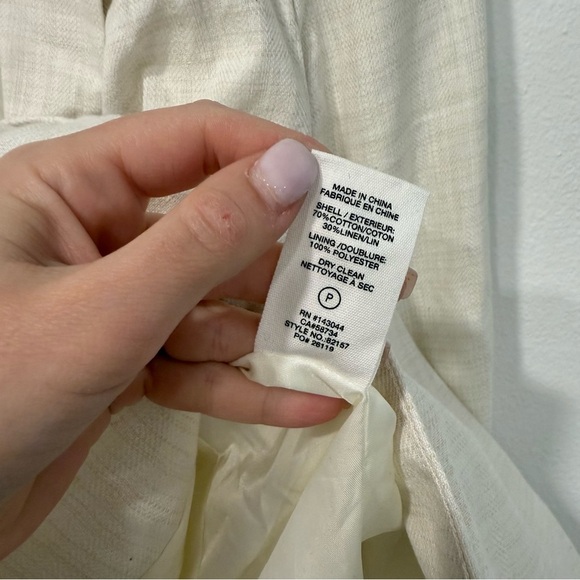 MADE IN CHINA
FABRIQUE EN CHINE
SHELL / EXTERIEUR:
70%COTTON/COTON
30%LINEN/LIN
LINING /DOUBLURE:
100% POLYESTER
DRY CLEAN
NETTOYAGE À SEC
P
RN #143044
CA#58734
STYLE NO.:82157
PO# 26119